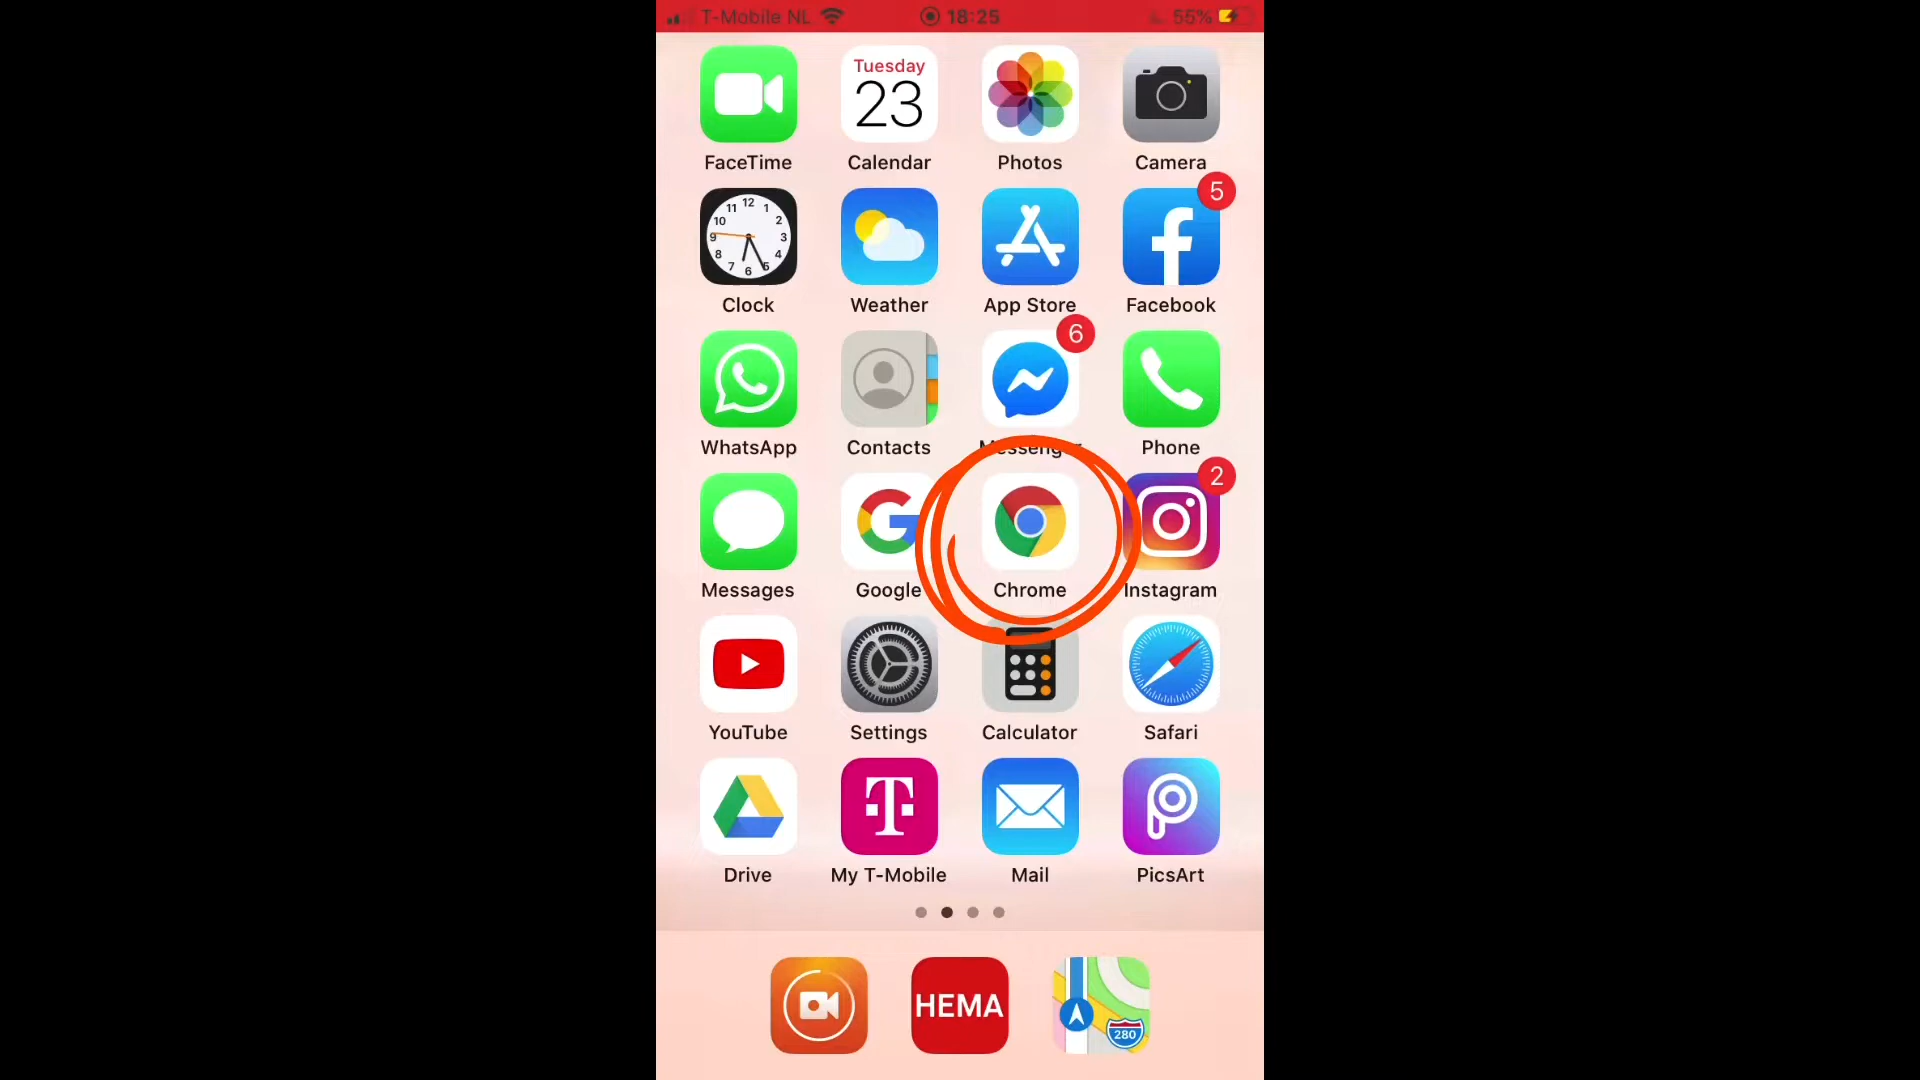 T-Mobile NL 18:25 55%
Tuesday
23
FaceTime Calendar Photos Camera
5
12 1 2 3 4 5 6 7 8 9 10 11
Clock Weather App Store Facebook
6
WhatsApp Contacts Messenger Phone
2
Messages Google Chrome Instagram
YouTube Settings Calculator Safari
Drive My T-Mobile Mail PicsArt
HEMA
280